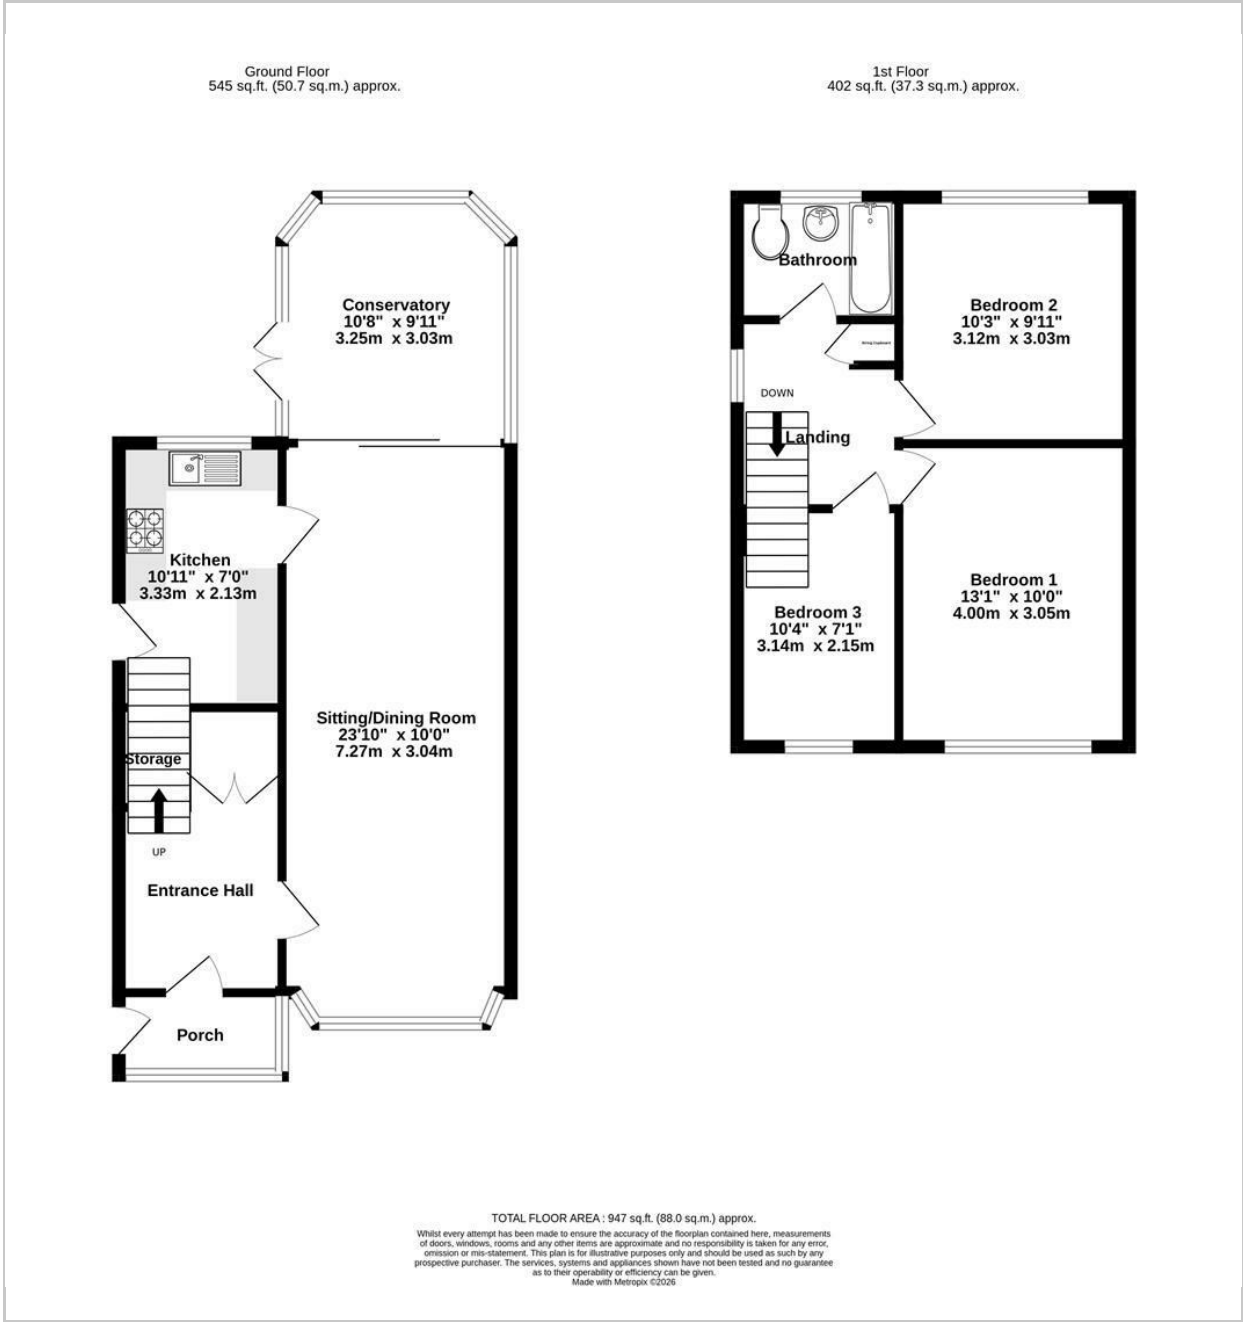 Ground Floor
545 sq.ft. (50.7 sq.m.) approx.
1st Floor
402 sq.ft. (37.3 sq.m.) approx.
Conservatory
10'8" x 9'11"
3.25m x 3.03m
Kitchen
10'11" x 7'0"
3.33m x 2.13m
Sitting/Dining Room
23'10" x 10'0"
7.27m x 3.04m
Storage
UP
Entrance Hall
Porch
Bathroom
Airing Cupboard
Bedroom 2
10'3" x 9'11"
3.12m x 3.03m
DOWN
Landing
Bedroom 1
13'1" x 10'0"
4.00m x 3.05m
Bedroom 3
10'4" x 7'1"
3.14m x 2.15m
TOTAL FLOOR AREA : 947 sq.ft. (88.0 sq.m.) approx.
Whilst every attempt has been made to ensure the accuracy of the floorplan contained here, measurements
of doors, windows, rooms and any other items are approximate and no responsibility is taken for any error,
omission or mis-statement. This plan is for illustrative purposes only and should be used as such by any
prospective purchaser. The services, systems and appliances shown have not been tested and no guarantee
as to their operability or efficiency can be given.
Made with Metropix ©2026